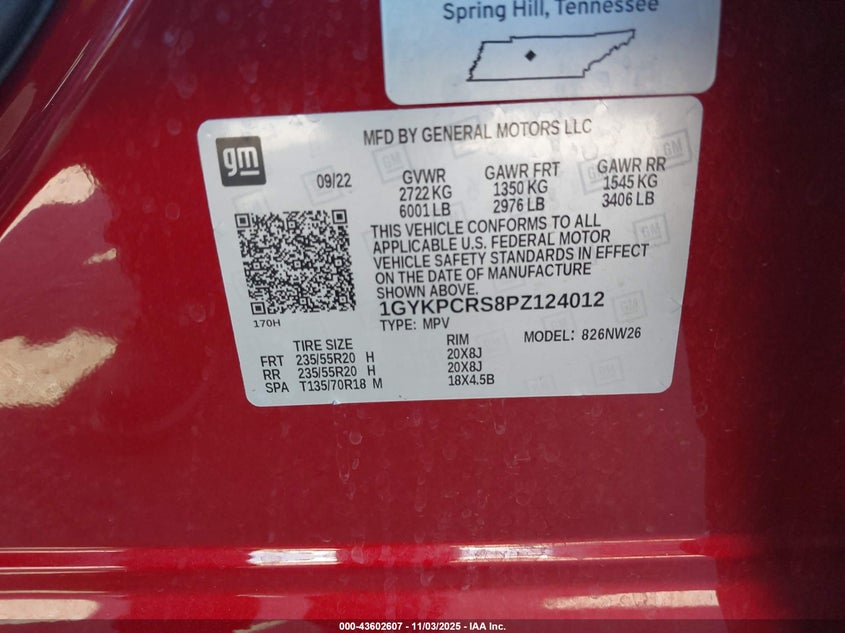 Spring Hill, Tennessee
gm
MFD BY GENERAL MOTORS LLC
09/22
GVWR
2722 KG
6001 LB
GAWR FRT
1350 KG
2976 LB
GAWR RR
1545 KG
3406 LB
THIS VEHICLE CONFORMS TO ALL
APPLICABLE U.S. FEDERAL MOTOR
VEHICLE SAFETY STANDARDS IN EFFECT
ON THE DATE OF MANUFACTURE
SHOWN ABOVE.
1GYKPCRS8PZ124012
TYPE: MPV
MODEL: 826NW26
170H
TIRE SIZE
RIM
FRT 235/55R20 H 20X8J
RR 235/55R20 H 20X8J
SPA T135/70R18 M 18X4.5B
000-43602607 - 11/03/2025 - IAA Inc.